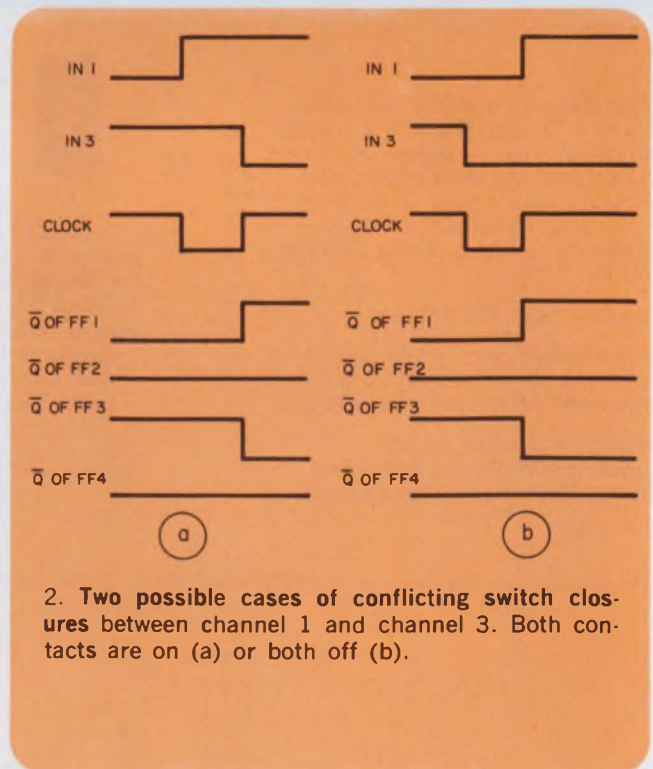 IN 1
IN 3
CLOCK
Q̅ OF FF1
Q̅ OF FF2
Q̅ OF FF3
Q̅ OF FF4
a
IN 1
IN 3
CLOCK
Q̅ OF FF1
Q̅ OF FF2
Q̅ OF FF3
Q̅ OF FF4
b
2. Two possible cases of conflicting switch clos-
ures between channel 1 and channel 3. Both con-
tacts are on (a) or both off (b).